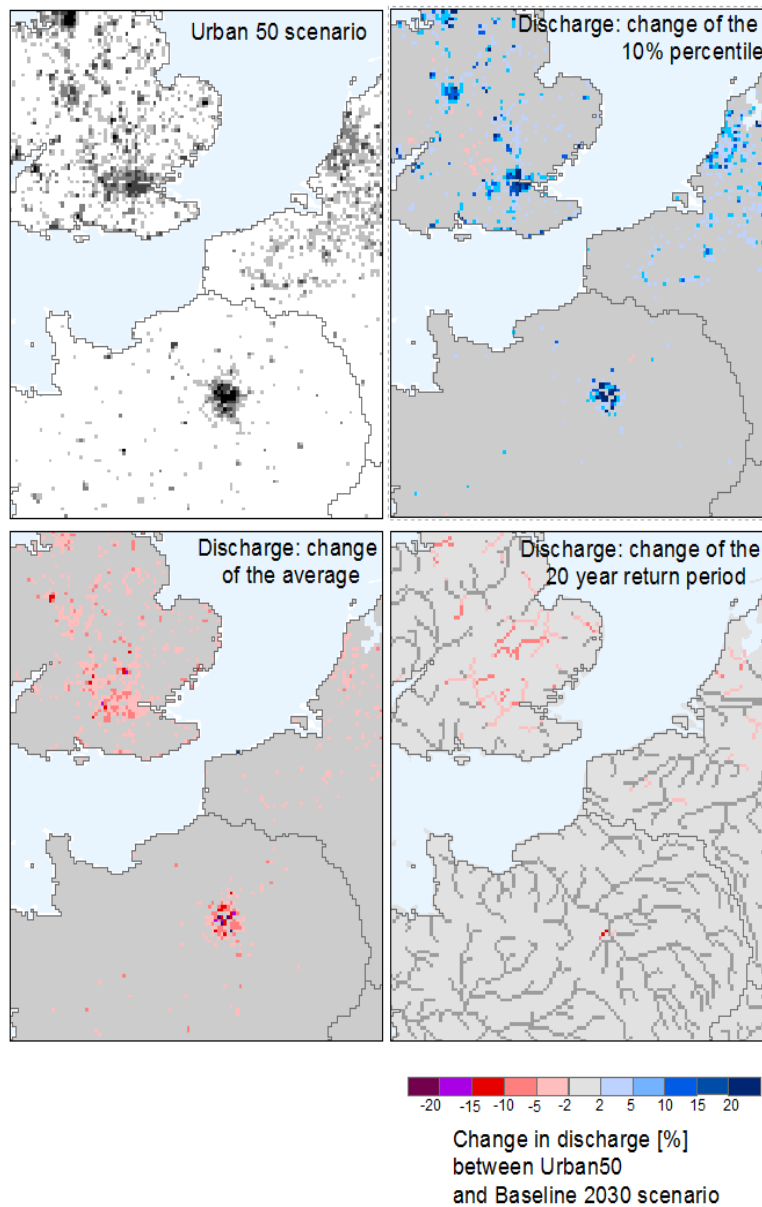 Urban 50 scenario
Discharge: change of the
10% percentile
Discharge: change
of the average
Discharge: change of the
20 year return period
-20 -15 -10 -5 -2 2 5 10 15 20
Change in discharge [%]
between Urban50
and Baseline 2030 scenario